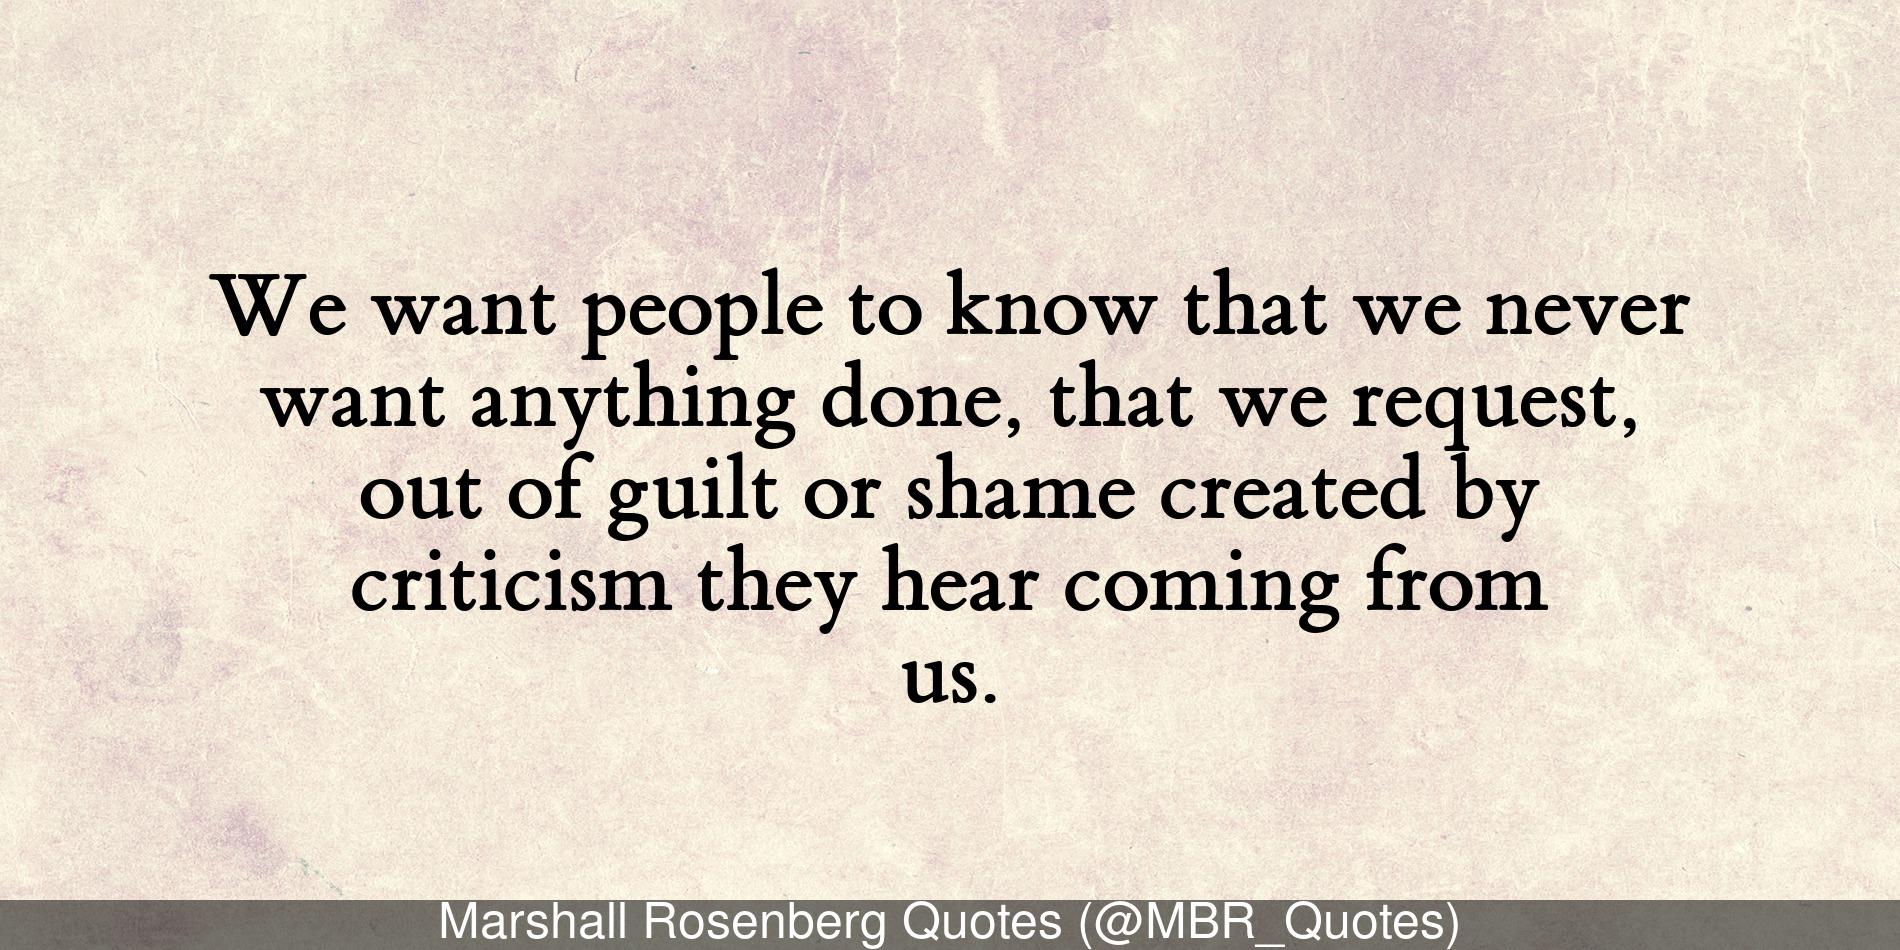 We want people to know that we never
want anything done, that we request,
out of guilt or shame created by
criticism they hear coming from
us.
Marshall Rosenberg Quotes (@MBR_Quotes)